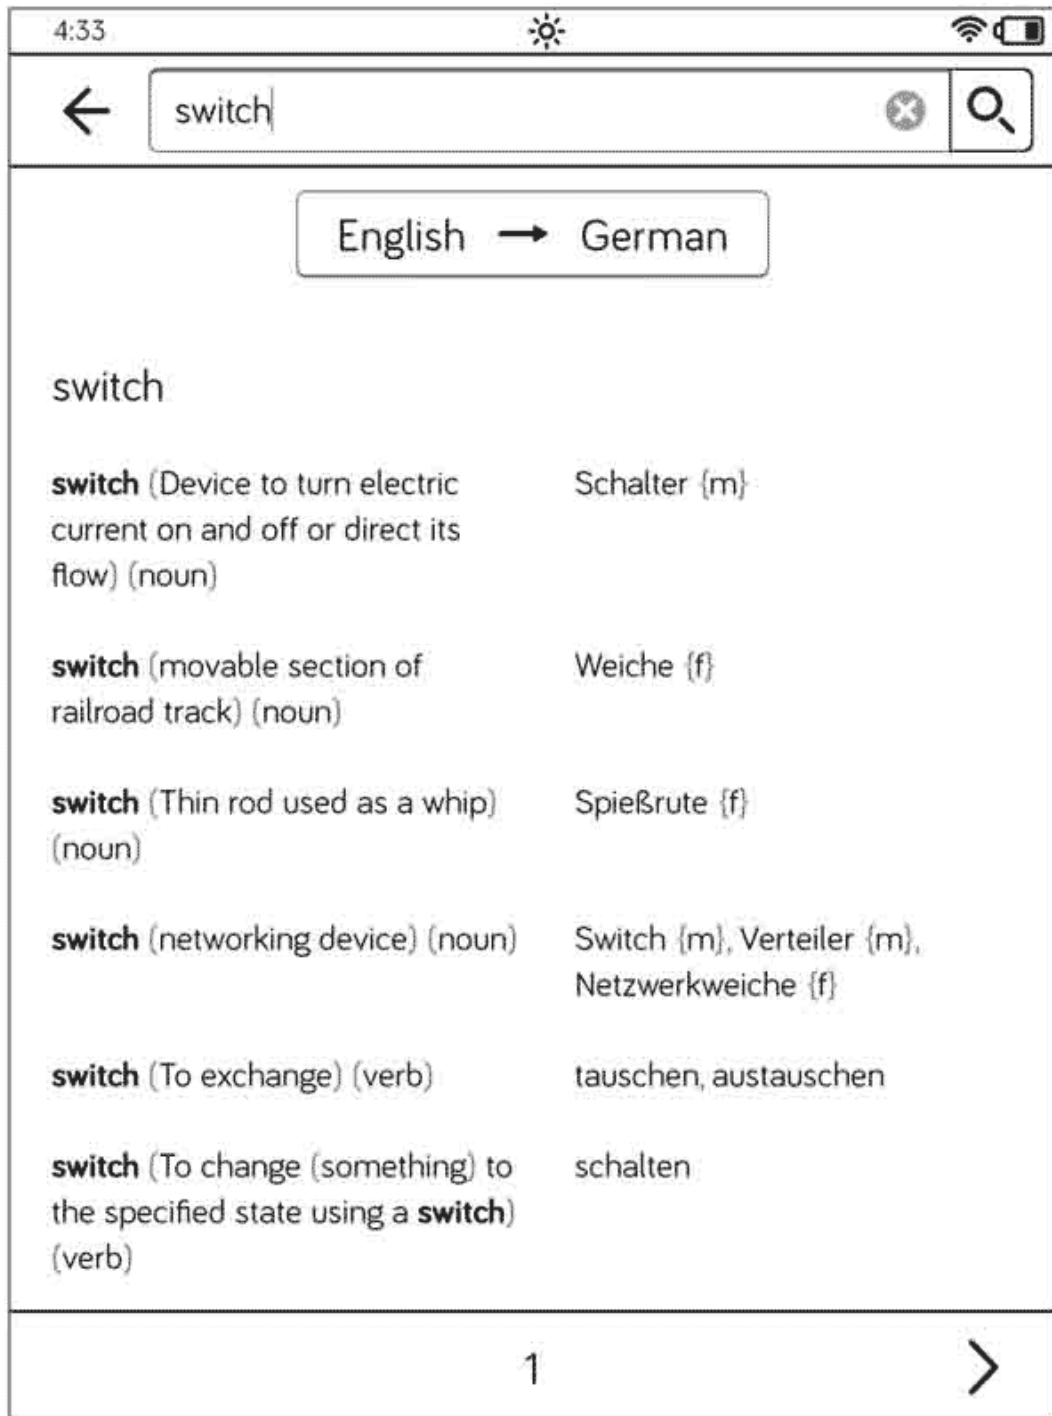 4:33
switch
English → German
switch
switch (Device to turn electric
current on and off or direct its
flow) (noun)
Schalter {m}
switch (movable section of
railroad track) (noun)
Weiche {f}
switch (Thin rod used as a whip)
(noun)
Spießrute {f}
switch (networking device) (noun)
Switch {m}, Verteiler {m},
Netzwerkweiche {f}
switch (To exchange) (verb)
tauschen, austauschen
switch (To change (something) to
the specified state using a switch)
(verb)
schalten
1